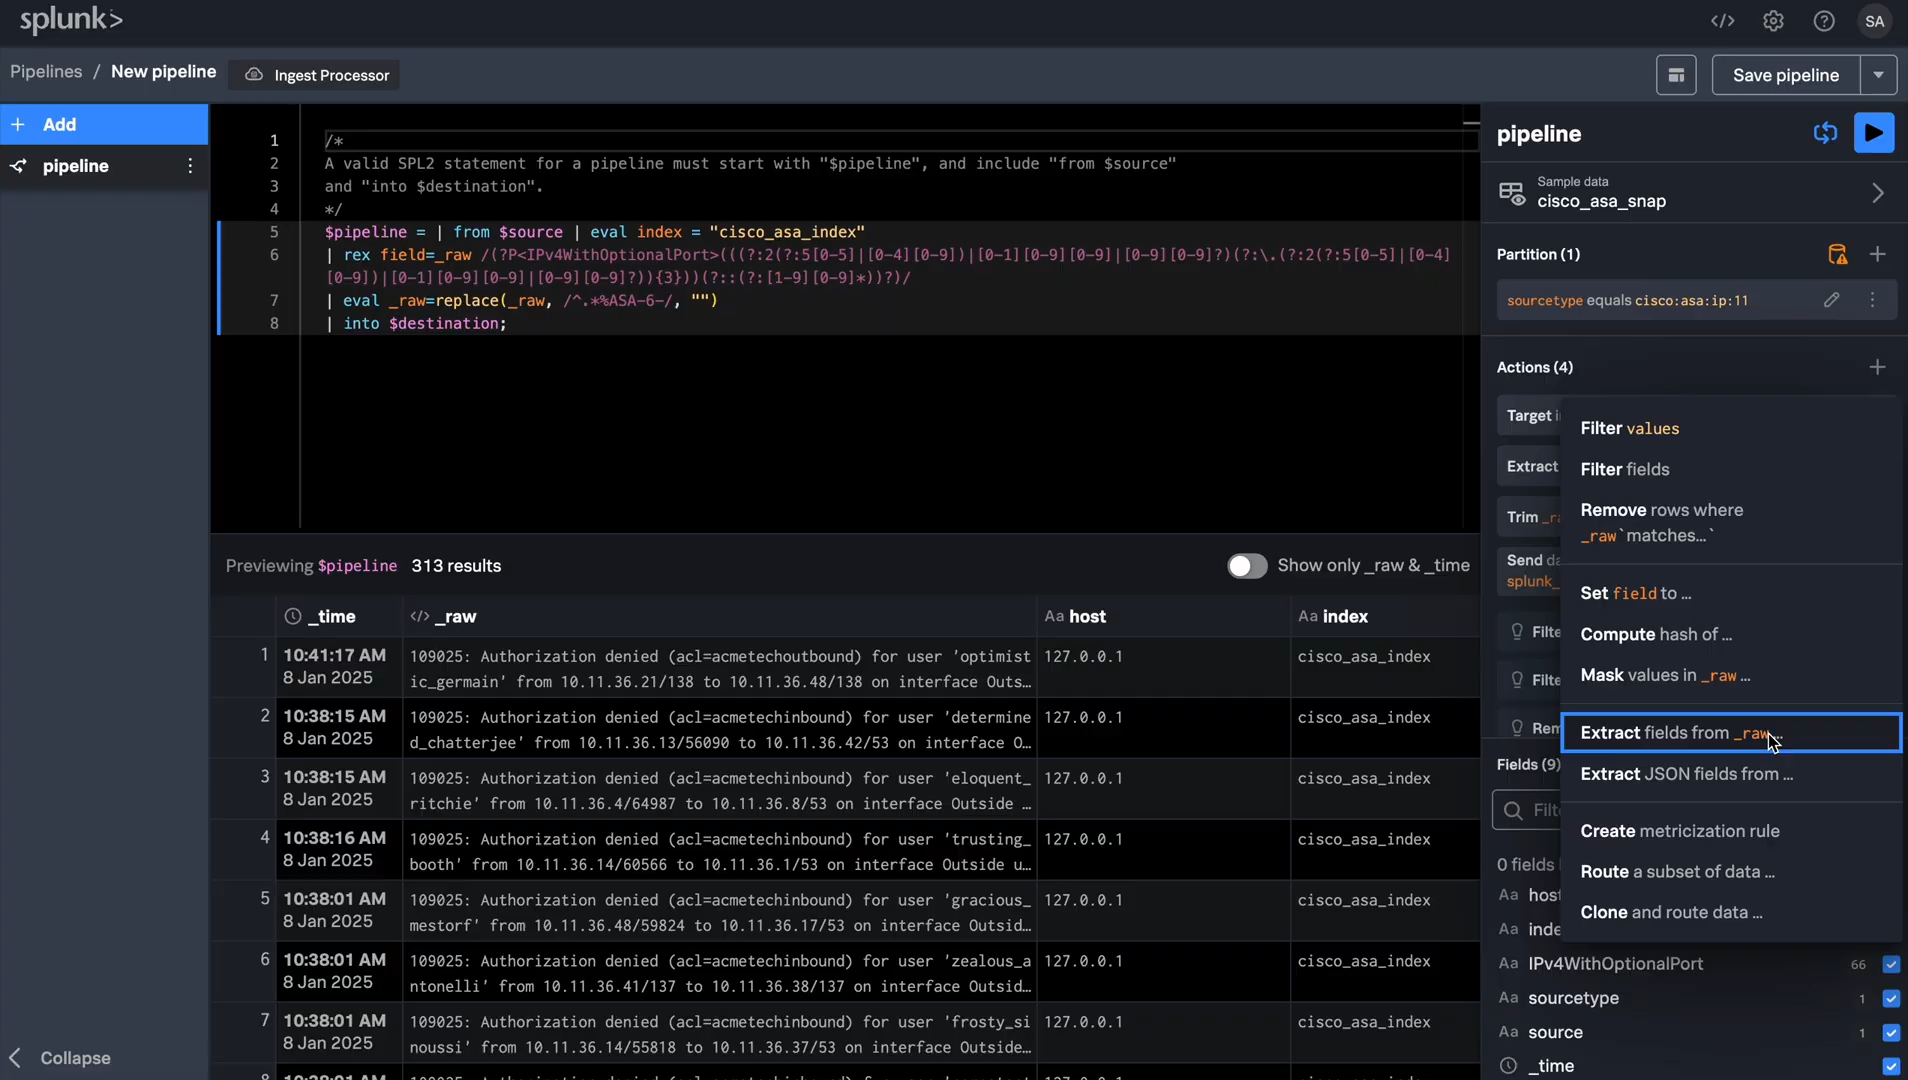 splunk>
SA
Pipelines / New pipeline
Ingest Processor
Save pipeline
+ Add
pipeline
Collapse
1 /*
2 A valid SPL2 statement for a pipeline must start with "$pipeline", and include "from $source"
3 and "into $destination".
4 */
5 $pipeline = | from $source | eval index = "cisco_asa_index"
6 | rex field=_raw /(?P<IPv4WithOptionalPort>(((?:2(?:5[0-5]|[0-4][0-9])|[0-1][0-9][0-9]|[0-9][0-9]?)(?:\.(?:2(?:5[0-5]|[0-4]
[0-9])|[0-1][0-9][0-9]|[0-9][0-9]?)){3}))(?::(?:[1-9][0-9]*))?)/
7 | eval _raw=replace(_raw, /^.*%ASA-6-/, "")
8 | into $destination;
Previewing $pipeline 313 results
Show only _raw & _time
_time </> _raw Aa host Aa index
1 10:41:17 AM 109025: Authorization denied (acl=acmetechoutbound) for user 'optimist 127.0.0.1 cisco_asa_index
8 Jan 2025 ic_germain' from 10.11.36.21/138 to 10.11.36.48/138 on interface Outs…
2 10:38:15 AM 109025: Authorization denied (acl=acmetechinbound) for user 'determine 127.0.0.1 cisco_asa_index
8 Jan 2025 d_chatterjee' from 10.11.36.13/56090 to 10.11.36.42/53 on interface O…
3 10:38:15 AM 109025: Authorization denied (acl=acmetechinbound) for user 'eloquent_ 127.0.0.1 cisco_asa_index
8 Jan 2025 ritchie' from 10.11.36.4/64987 to 10.11.36.8/53 on interface Outside …
4 10:38:16 AM 109025: Authorization denied (acl=acmetechinbound) for user 'trusting_ 127.0.0.1 cisco_asa_index
8 Jan 2025 booth' from 10.11.36.14/60566 to 10.11.36.1/53 on interface Outside u…
5 10:38:01 AM 109025: Authorization denied (acl=acmetechinbound) for user 'gracious_ 127.0.0.1 cisco_asa_index
8 Jan 2025 mestorf' from 10.11.36.48/59824 to 10.11.36.17/53 on interface Outsid…
6 10:38:01 AM 109025: Authorization denied (acl=acmetechinbound) for user 'zealous_a 127.0.0.1 cisco_asa_index
8 Jan 2025 ntonelli' from 10.11.36.41/137 to 10.11.36.38/137 on interface Outsid…
7 10:38:01 AM 109025: Authorization denied (acl=acmetechinbound) for user 'frosty_si 127.0.0.1 cisco_asa_index
8 Jan 2025 noussi' from 10.11.36.14/55818 to 10.11.36.37/53 on interface Outside…
pipeline
Sample data
cisco_asa_snap
Partition (1)
sourcetype equals cisco:asa:ip:11
Actions (4)
Target
Extract
Trim
Send
splunk_
Fields (9)
0 fields
Filter values
Filter fields
Remove rows where
_raw`matches…`
Set field to …
Compute hash of …
Mask values in _raw …
Extract fields from _raw …
Extract JSON fields from …
Create metricization rule
Route a subset of data …
Clone and route data …
Aa IPv4WithOptionalPort 66
Aa sourcetype 1
Aa source 1
_time